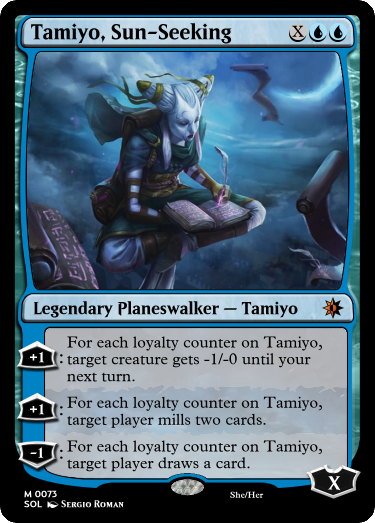 Tamiyo, Sun-Seeking
X
Legendary Planeswalker — Tamiyo
+1: For each loyalty counter on Tamiyo,
target creature gets -1/-0 until your
next turn.
+1: For each loyalty counter on Tamiyo,
target player mills two cards.
-1: For each loyalty counter on Tamiyo,
target player draws a card.
X
M 0073
SOL Sergio Roman
She/Her